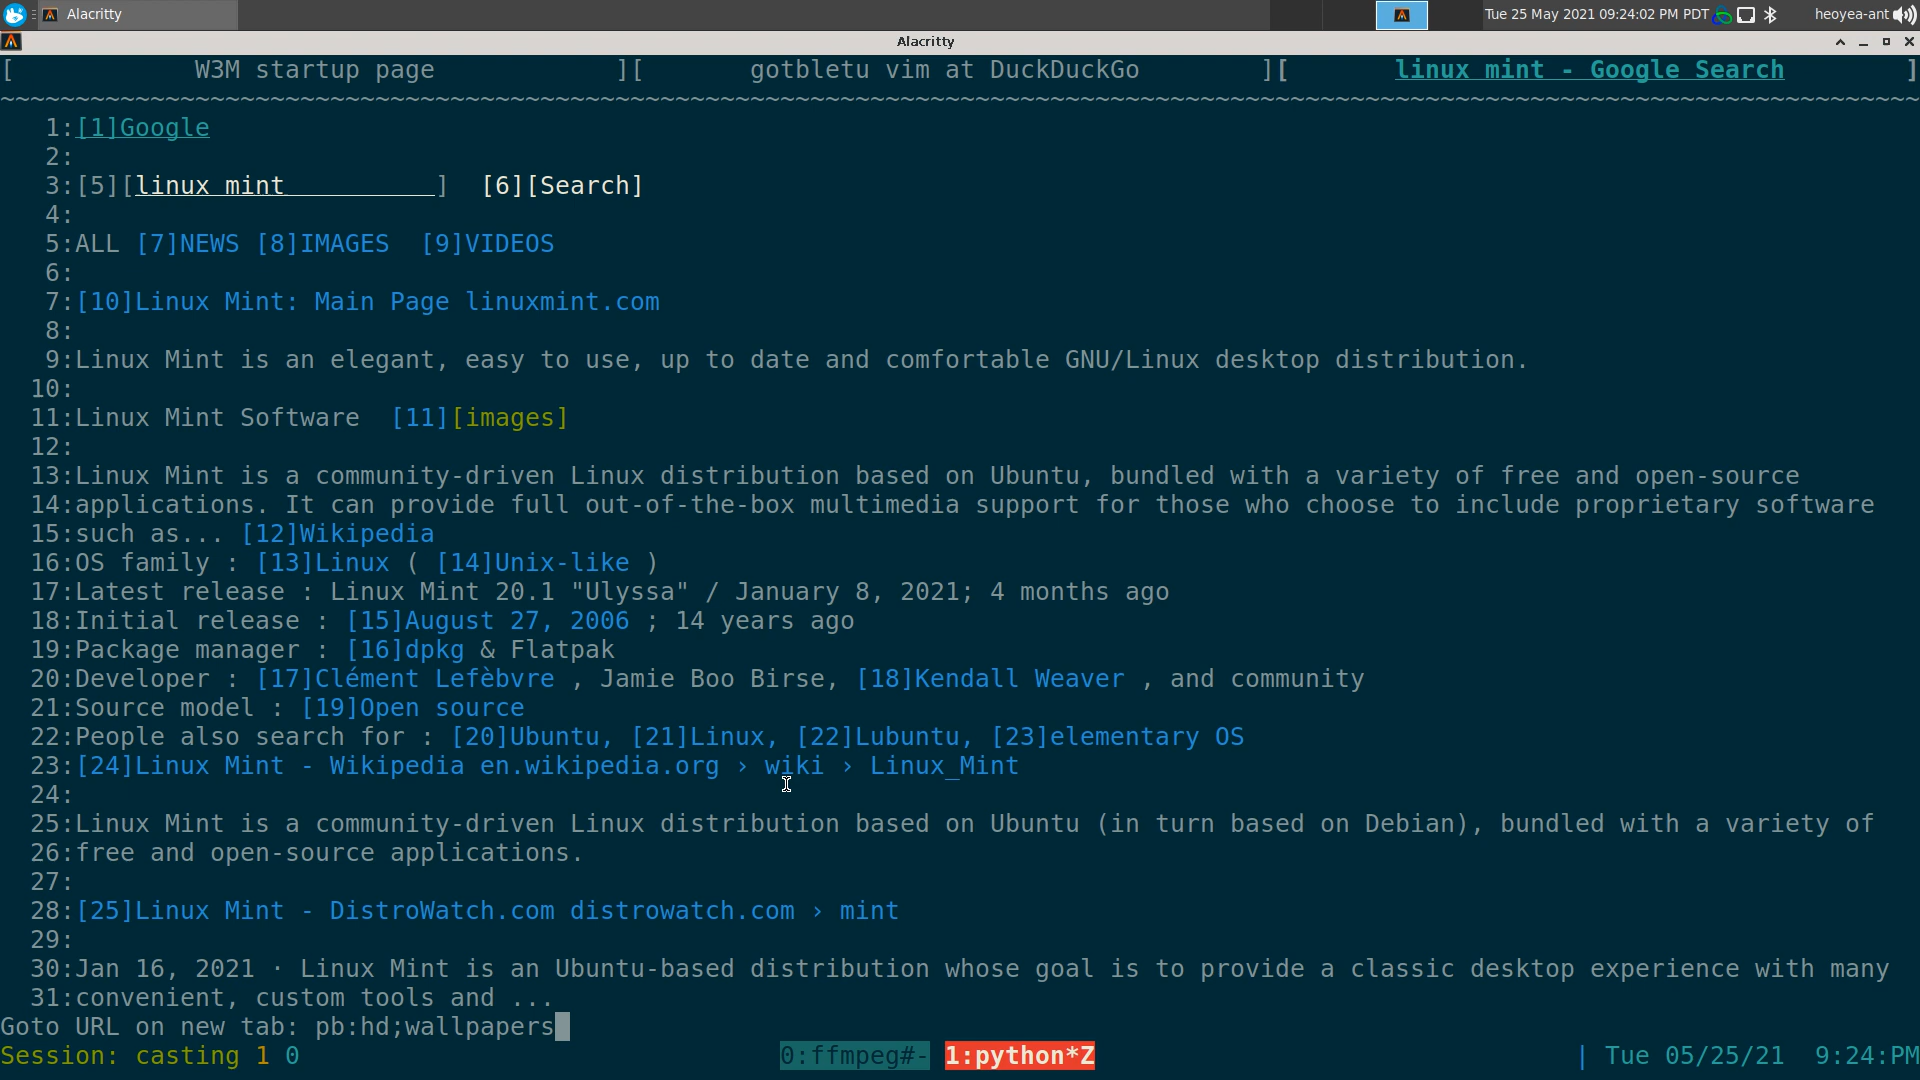 Alacritty Tue 25 May 2021 09:24:02 PM PDT heoyea-ant
Alacritty
[ W3M startup page ][ gotbletu vim at DuckDuckGo ][ linux mint - Google Search ]
~~~~~~~~~~~~~~~~~~~~~~~~~~~~~~~~~~~~~~~~~~~~~~~~~~~~~~~~~~~~~~~~~~~~~~~~~~~~~~~~~~~~~~~~~~~~~~~~~~~~~~~~~~~~~~~~~~~~~~~~~~~~~~~~
1:[1]Google
2:
3:[5][linux mint__________] [6][Search]
4:
5:ALL [7]NEWS [8]IMAGES [9]VIDEOS
6:
7:[10]Linux Mint: Main Page linuxmint.com
8:
9:Linux Mint is an elegant, easy to use, up to date and comfortable GNU/Linux desktop distribution.
10:
11:Linux Mint Software [11][images]
12:
13:Linux Mint is a community-driven Linux distribution based on Ubuntu, bundled with a variety of free and open-source
14:applications. It can provide full out-of-the-box multimedia support for those who choose to include proprietary software
15:such as... [12]Wikipedia
16:OS family : [13]Linux ( [14]Unix-like )
17:Latest release : Linux Mint 20.1 "Ulyssa" / January 8, 2021; 4 months ago
18:Initial release : [15]August 27, 2006 ; 14 years ago
19:Package manager : [16]dpkg & Flatpak
20:Developer : [17]Clément Lefèbvre , Jamie Boo Birse, [18]Kendall Weaver , and community
21:Source model : [19]Open source
22:People also search for : [20]Ubuntu, [21]Linux, [22]Lubuntu, [23]elementary OS
23:[24]Linux Mint - Wikipedia en.wikipedia.org › wiki › Linux_Mint
24:
25:Linux Mint is a community-driven Linux distribution based on Ubuntu (in turn based on Debian), bundled with a variety of
26:free and open-source applications.
27:
28:[25]Linux Mint - DistroWatch.com distrowatch.com › mint
29:
30:Jan 16, 2021 · Linux Mint is an Ubuntu-based distribution whose goal is to provide a classic desktop experience with many
31:convenient, custom tools and ...
Goto URL on new tab: pb:hd;wallpapers
Session: casting 1 0 0:ffmpeg#- 1:python*Z | Tue 05/25/21 9:24:PM